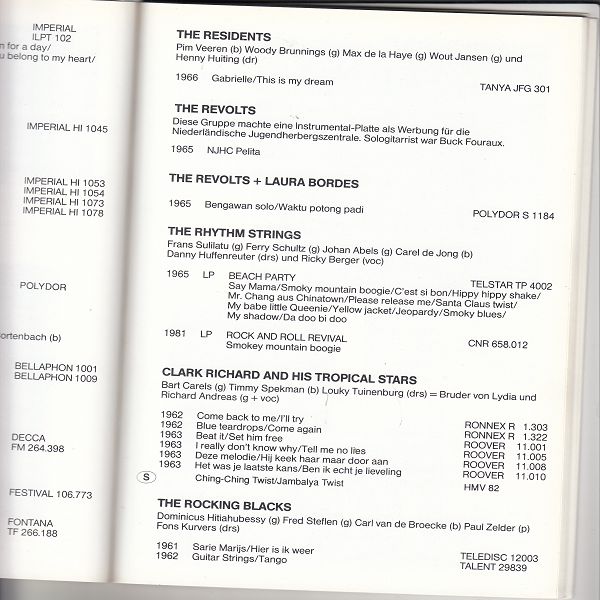 IMPERIAL
ILPT 102
n for a day/
u belong to my heart/
IMPERIAL HI 1045
IMPERIAL HI 1053
IMPERIAL HI 1054
IMPERIAL HI 1073
IMPERIAL HI 1078
POLYDOR
ortenbach (b)
BELLAPHON 1001
BELLAPHON 1009
DECCA
FM 264.398
FESTIVAL 106.773
FONTANA
TF 266.188
THE RESIDENTS
Pim Veeren (b) Woody Brunnings (g) Max de la Haye (g) Wout Jansen (g) und
Henny Huiting (dr)
1966 Gabrielle/This is my dream TANYA JFG 301
THE REVOLTS
Diese Gruppe machte eine Instrumental-Platte als Werbung für die
Niederländische Jugendherbergszentrale. Sologitarrist war Buck Fouraux.
1965 NJHC Pelita
THE REVOLTS + LAURA BORDES
1965 Bengawan solo/Waktu potong padi POLYDOR S 1184
THE RHYTHM STRINGS
Frans Sulilatu (g) Ferry Schultz (g) Johan Abels (g) Carel de Jong (b)
Danny Huffenreuter (drs) und Ricky Berger (voc)
1965 LP BEACH PARTY TELSTAR TP 4002
Say Mama/Smoky mountain boogie/C'est si bon/Hippy hippy shake/
Mr. Chang aus Chinatown/Please release me/Santa Claus twist/
My babe little Queenie/Yellow jacket/Jeopardy/Smoky blues/
My shadow/Da doo bi doo
1981 LP ROCK AND ROLL REVIVAL CNR 658.012
Smokey mountain boogie
CLARK RICHARD AND HIS TROPICAL STARS
Bart Carels (g) Timmy Spekman (b) Louky Tuinenburg (drs) = Bruder von Lydia und
Richard Andreas (g + voc)
1962 Come back to me/I'll try RONNEX R 1.303
1962 Blue teardrops/Come again RONNEX R 1.322
1963 Beat it/Set him free ROOVER 11.001
1963 I really don't know why/Tell me no lies ROOVER 11.005
1963 Deze melodie/Hij keek haar maar door aan ROOVER 11.008
1963 Het was je laatste kans/Ben ik echt je lieveling ROOVER 11.010
S Ching-Ching Twist/Jambalya Twist HMV 82
THE ROCKING BLACKS
Dominicus Hitiahubessy (g) Fred Steflen (g) Carl van de Broecke (b) Paul Zelder (p)
Fons Kurvers (drs)
1961 Sarie Marijs/Hier is ik weer TELEDISC 12003
1962 Guitar Strings/Tango TALENT 29839